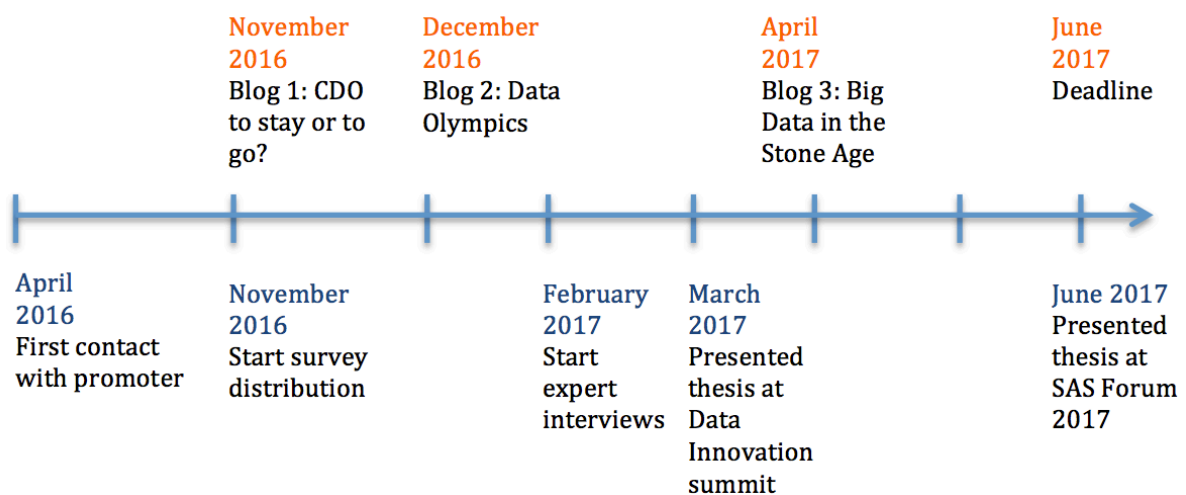 November
2016
Blog 1: CDO
to stay or to
go?
December
2016
Blog 2: Data
Olympics
April
2017
Blog 3: Big
Data in the
Stone Age
June
2017
Deadline
April
2016
First contact
with promoter
November
2016
Start survey
distribution
February
2017
Start
expert
interviews
March
2017
Presented
thesis at
Data
Innovation
summit
June 2017
Presented
thesis at
SAS Forum
2017